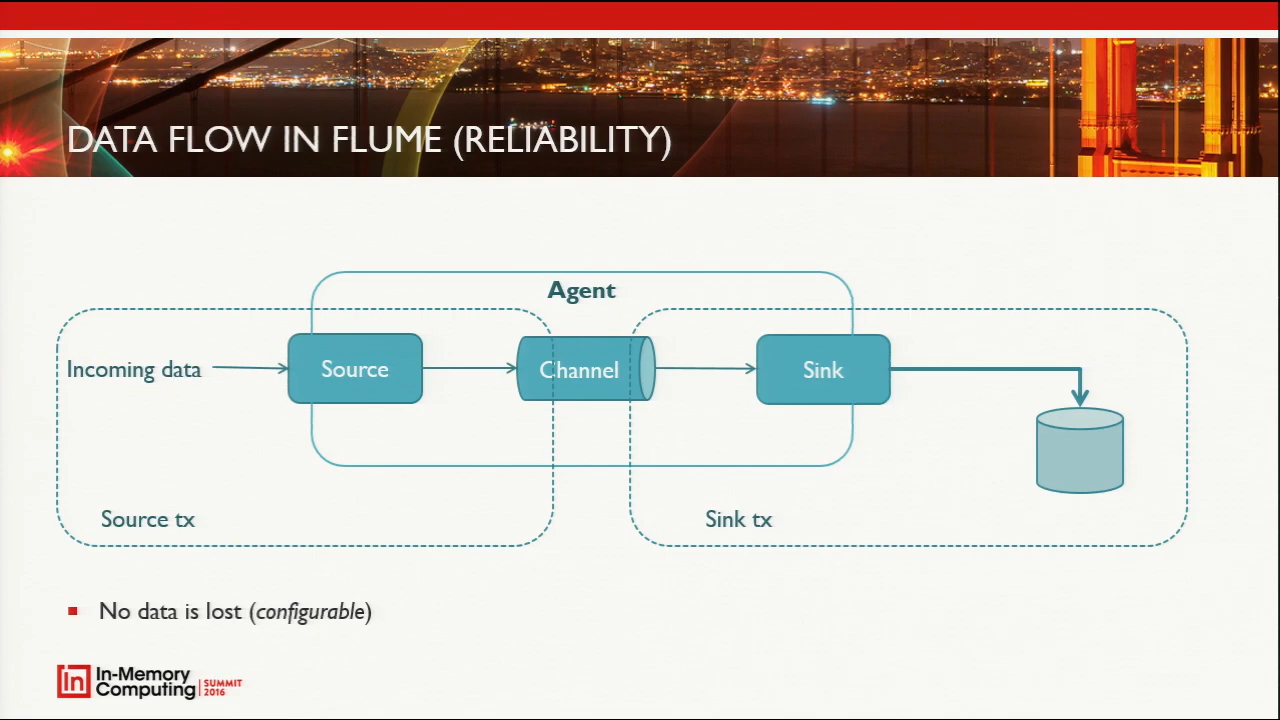 DATA FLOW IN FLUME (RELIABILITY)
Agent
Incoming data
Source
Channel
Sink
Source tx
Sink tx
No data is lost (configurable)
in In-Memory
Computing
SUMMIT
2016